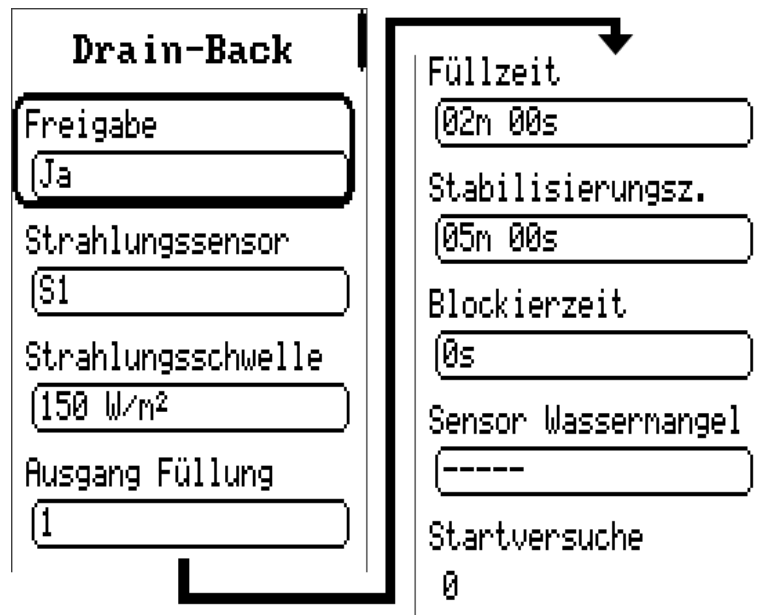 Drain-Back
Freigabe
Ja
Strahlungssensor
S1
Strahlungsschwelle
150 W/m²
Ausgang Füllung
1
Füllzeit
02m 00s
Stabilisierungsz.
05m 00s
Blockierzeit
0s
Sensor Wassermangel
-----
Startversuche
0